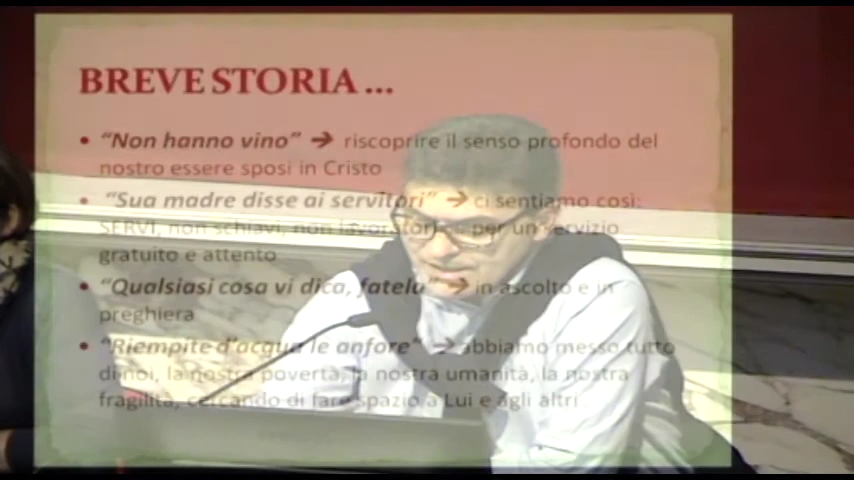 BREVE STORIA ...
• “Non hanno vino” → riscoprire il senso profondo del
nostro essere sposi in Cristo
• “Sua madre disse ai servitori” → ci sentiamo così:
SERVI, non schiavi, non lavoratori, per un servizio
gratuito e attento
• “Qualsiasi cosa vi dica, fatela” → in ascolto e in
preghiera
• “Riempite d’acqua le anfore” → abbiamo messo tutto
di noi, la nostra povertà, la nostra umanità, la nostra
fragilità, cercando di fare spazio a Lui e agli altri